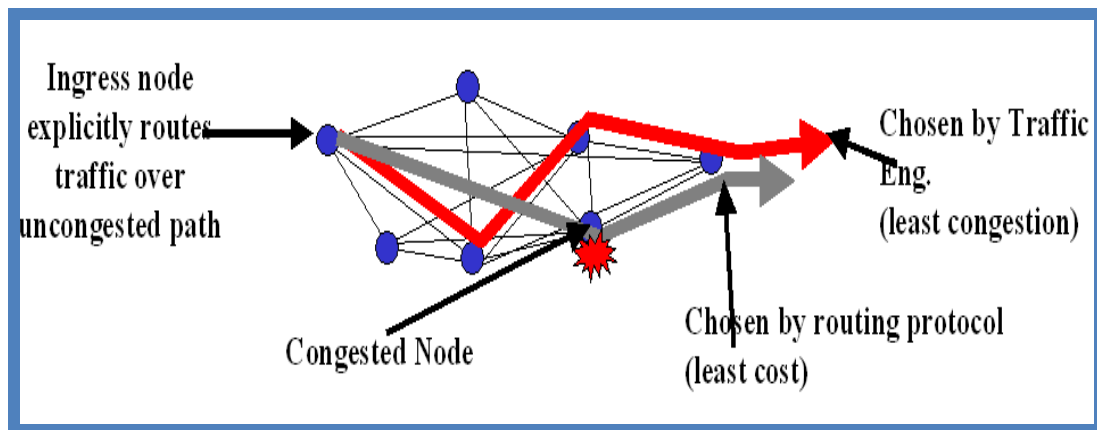 Ingress node
explicitly routes
traffic over
uncongested path
Chosen by Traffic
Eng.
(least congestion)
Congested Node
Chosen by routing protocol
(least cost)